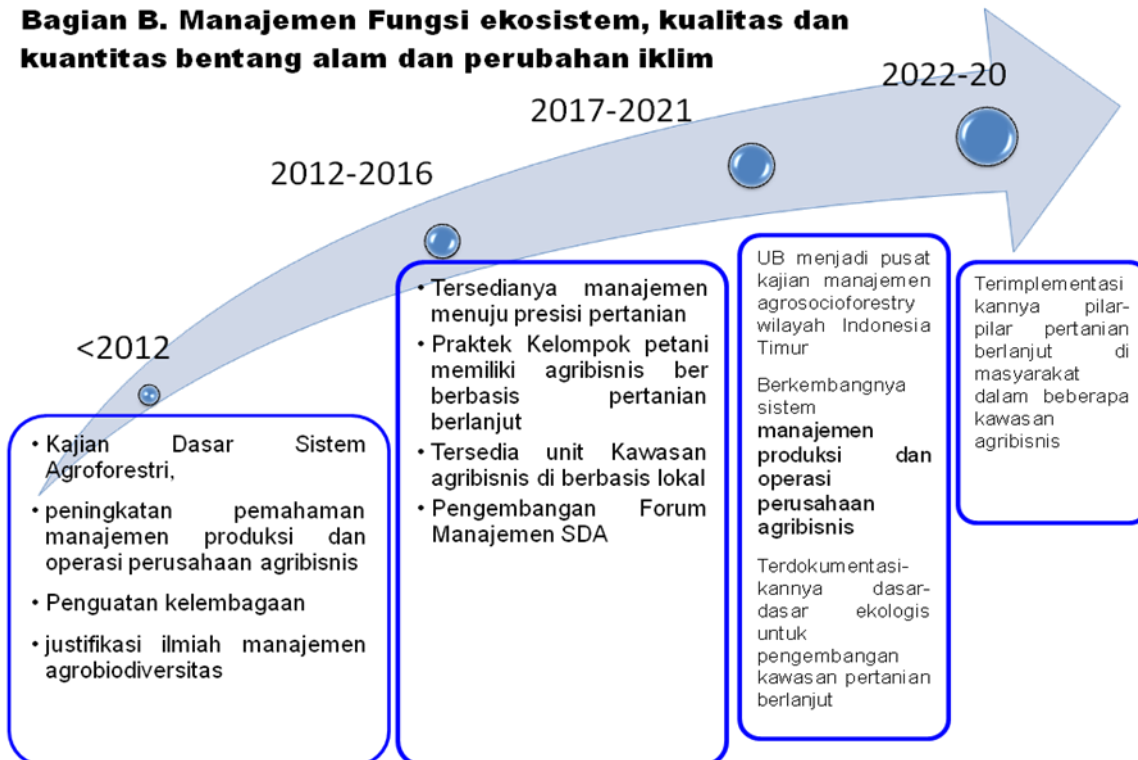 Bagian B. Manajemen Fungsi ekosistem, kualitas dan
kuantitas bentang alam dan perubahan iklim
<2012
• Kajian Dasar Sistem
Agroforestri,
• peningkatan pemahaman
manajemen produksi dan
operasi perusahaan agribisnis
• Penguatan kelembagaan
• justifikasi ilmiah manajemen
agrobiodiversitas
2012-2016
• Tersedianya manajemen
menuju presisi pertanian
• Praktek Kelompok petani
memiliki agribisnis ber
berbasis pertanian
berlanjut
• Tersedia unit Kawasan
agribisnis di berbasis lokal
• Pengembangan Forum
Manajemen SDA
2017-2021
UB menjadi pusat
kajian manajemen
agrosocioforestry
wilayah Indonesia
Timur
Berkembangnya
sistem
manajemen
produksi dan
operasi
perusahaan
agribisnis
Terdokumentasi-
kannya dasar-
dasar ekologis
untuk
pengembangan
kawasan pertanian
berlanjut
2022-20
Terimplementasi
kannya pilar-
pilar pertanian
berlanjut di
masyarakat
dalam beberapa
kawasan
agribisnis